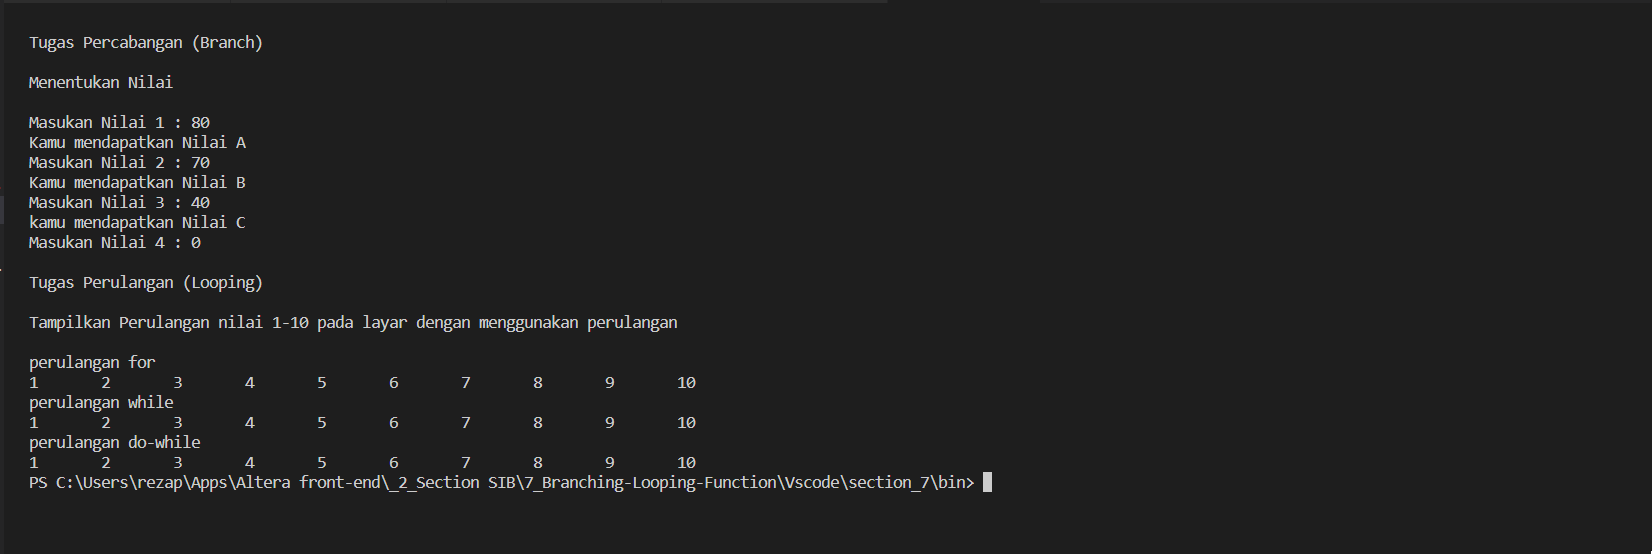 Tugas Percabangan (Branch)
Menentukan Nilai
Masukan Nilai 1 : 80
Kamu mendapatkan Nilai A
Masukan Nilai 2 : 70
Kamu mendapatkan Nilai B
Masukan Nilai 3 : 40
kamu mendapatkan Nilai C
Masukan Nilai 4 : 0
Tugas Perulangan (Looping)
Tampilkan Perulangan nilai 1-10 pada layar dengan menggunakan perulangan
perulangan for
1 2 3 4 5 6 7 8 9 10
perulangan while
1 2 3 4 5 6 7 8 9 10
perulangan do-while
1 2 3 4 5 6 7 8 9 10
PS C:\Users\rezap\Apps\Altera front-end\_2_Section SIB\7_Branching-Looping-Function\Vscode\section_7\bin>